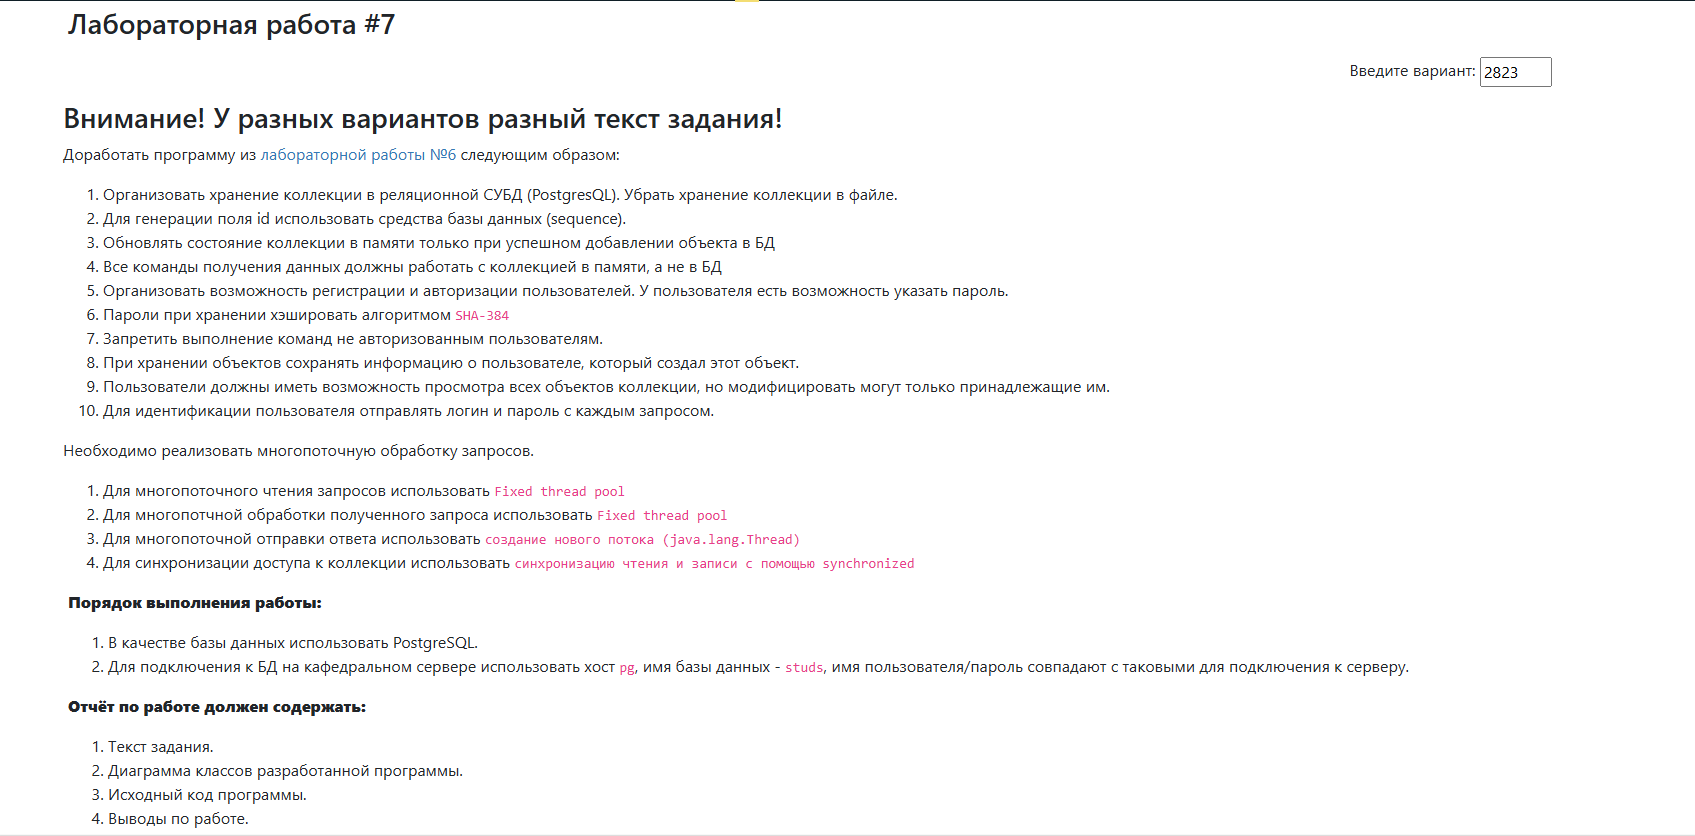 Лабораторная работа #7
Введите вариант: 2823
Внимание! У разных вариантов разный текст задания!
Доработать программу из лабораторной работы №6 следующим образом:
1. Организовать хранение коллекции в реляционной СУБД (PostgresQL). Убрать хранение коллекции в файле.
2. Для генерации поля id использовать средства базы данных (sequence).
3. Обновлять состояние коллекции в памяти только при успешном добавлении объекта в БД
4. Все команды получения данных должны работать с коллекцией в памяти, а не в БД
5. Организовать возможность регистрации и авторизации пользователей. У пользователя есть возможность указать пароль.
6. Пароли при хранении хэшировать алгоритмом SHA-384
7. Запретить выполнение команд не авторизованным пользователям.
8. При хранении объектов сохранять информацию о пользователе, который создал этот объект.
9. Пользователи должны иметь возможность просмотра всех объектов коллекции, но модифицировать могут только принадлежащие им.
10. Для идентификации пользователя отправлять логин и пароль с каждым запросом.
Необходимо реализовать многопоточную обработку запросов.
1. Для многопоточного чтения запросов использовать Fixed thread pool
2. Для многопотчной обработки полученного запроса использовать Fixed thread pool
3. Для многопоточной отправки ответа использовать создание нового потока (java.lang.Thread)
4. Для синхронизации доступа к коллекции использовать синхронизацию чтения и записи с помощью synchronized
Порядок выполнения работы:
1. В качестве базы данных использовать PostgreSQL.
2. Для подключения к БД на кафедральном сервере использовать хост pg, имя базы данных - studs, имя пользователя/пароль совпадают с таковыми для подключения к серверу.
Отчёт по работе должен содержать:
1. Текст задания.
2. Диаграмма классов разработанной программы.
3. Исходный код программы.
4. Выводы по работе.